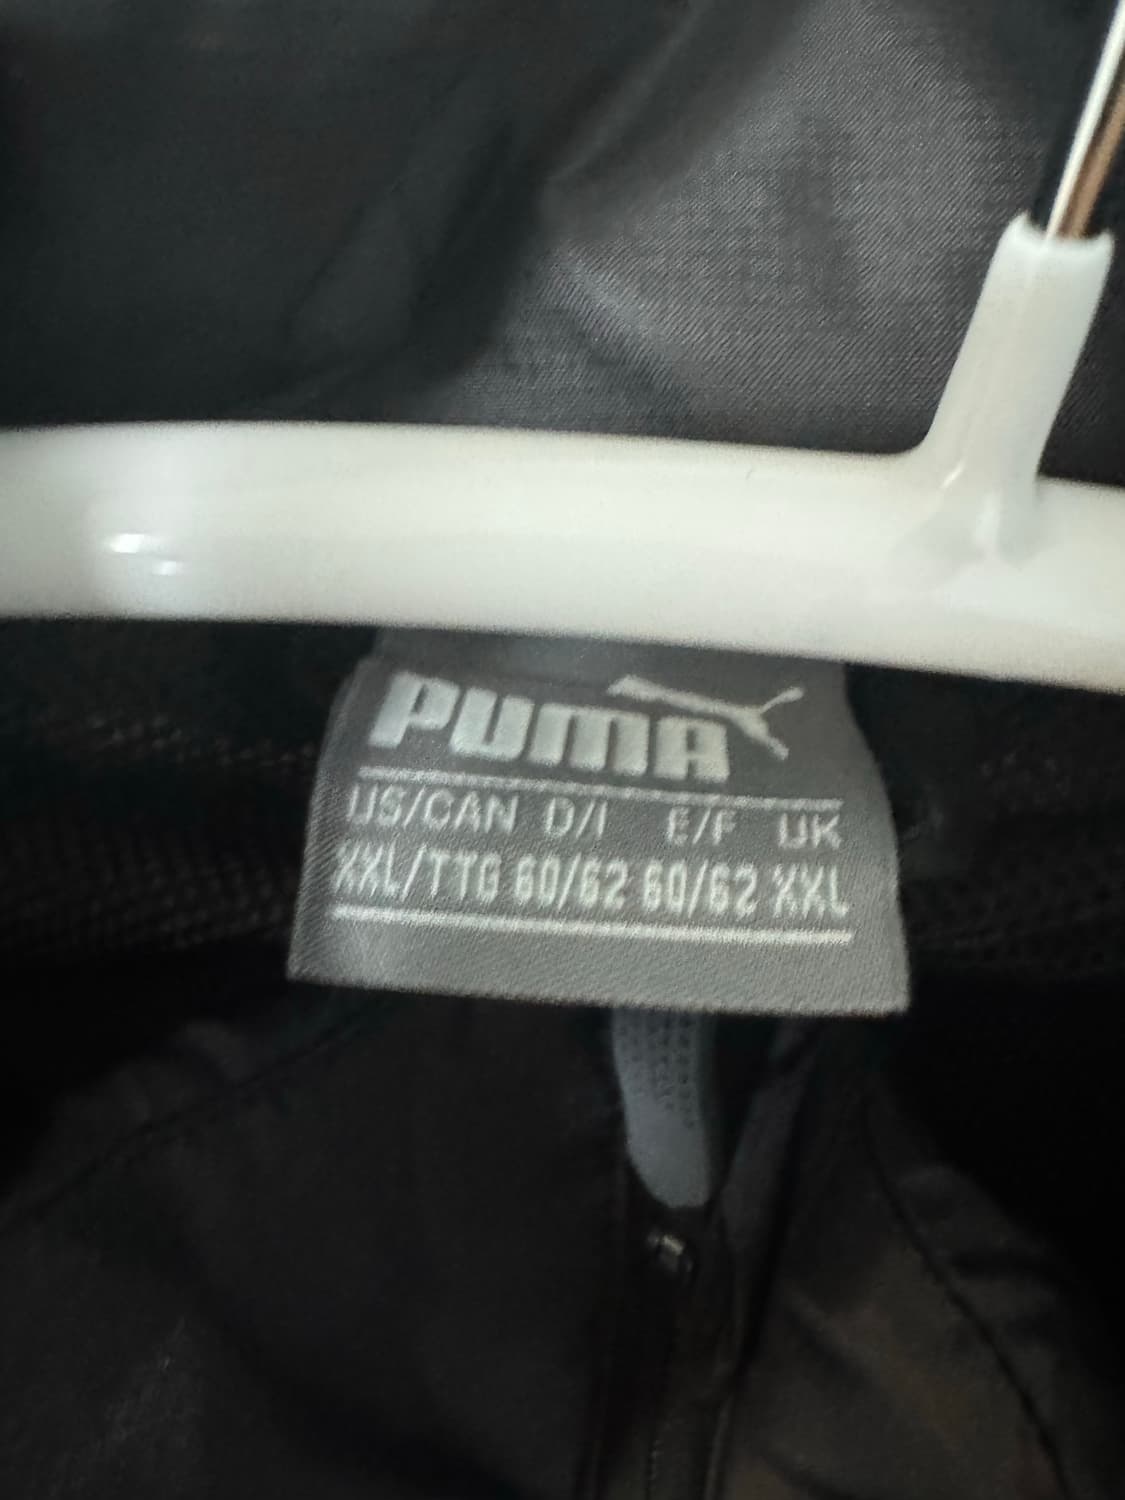 PUMA
US/CAN D/I E/F UK
XXL/TTG 60/62 60/62 XXL